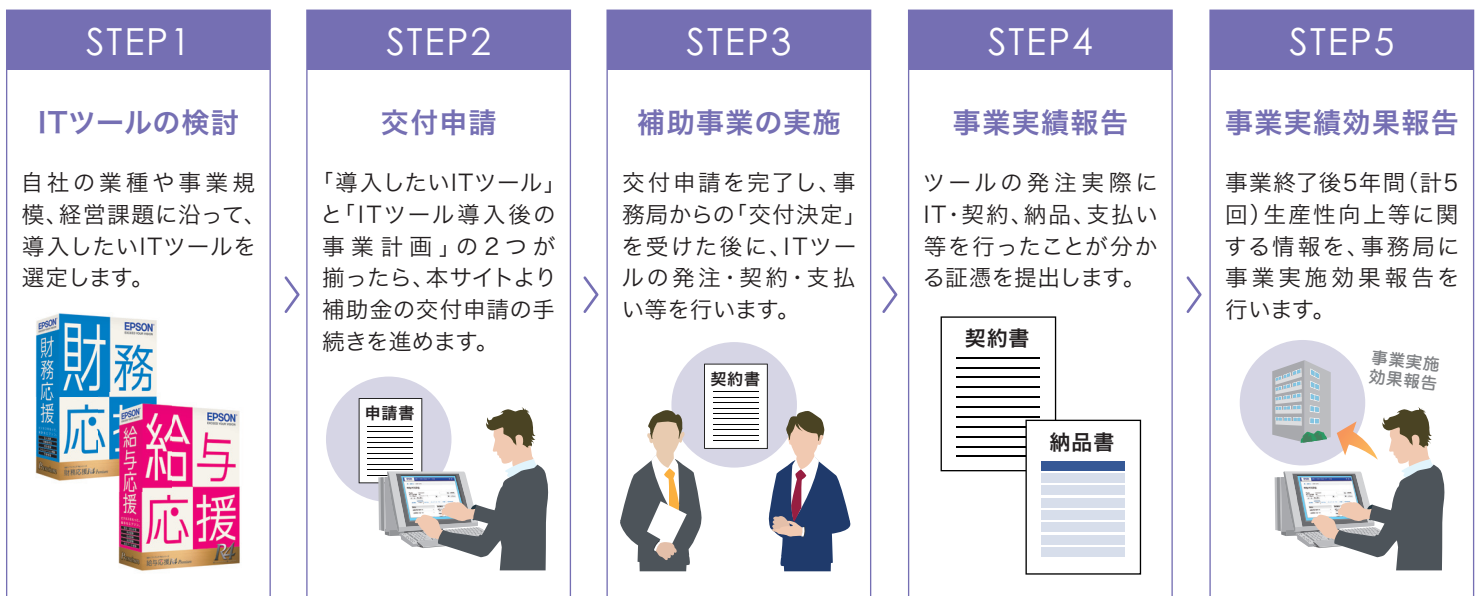 STEP1
ITツールの検討
自社の業種や事業規
模、経営課題に沿って、
導入したいITツールを
選定します。
EPSON
EPSON
財務応援
財務
応
EPSON
EPSON
給与応援
給与
応援
R4
STEP2
交付申請
「導入したいITツール」
と「ITツール導入後の
事業計画」の2つが
揃ったら、本サイトより
補助金の交付申請の手
続きを進めます。
申請書
STEP3
補助事業の実施
交付申請を完了し、事
務局からの「交付決定」
を受けた後に、ITツー
ルの発注・契約・支払
い等を行います。
契約書
STEP4
事業実績報告
ツールの発注実際に
IT・契約、納品、支払い
等を行ったことが分か
る証憑を提出します。
契約書
納品書
STEP5
事業実績効果報告
事業終了後5年間(計5
回)生産性向上等に関
する情報を、事務局に
事業実施効果報告を
行います。
事業実施
効果報告